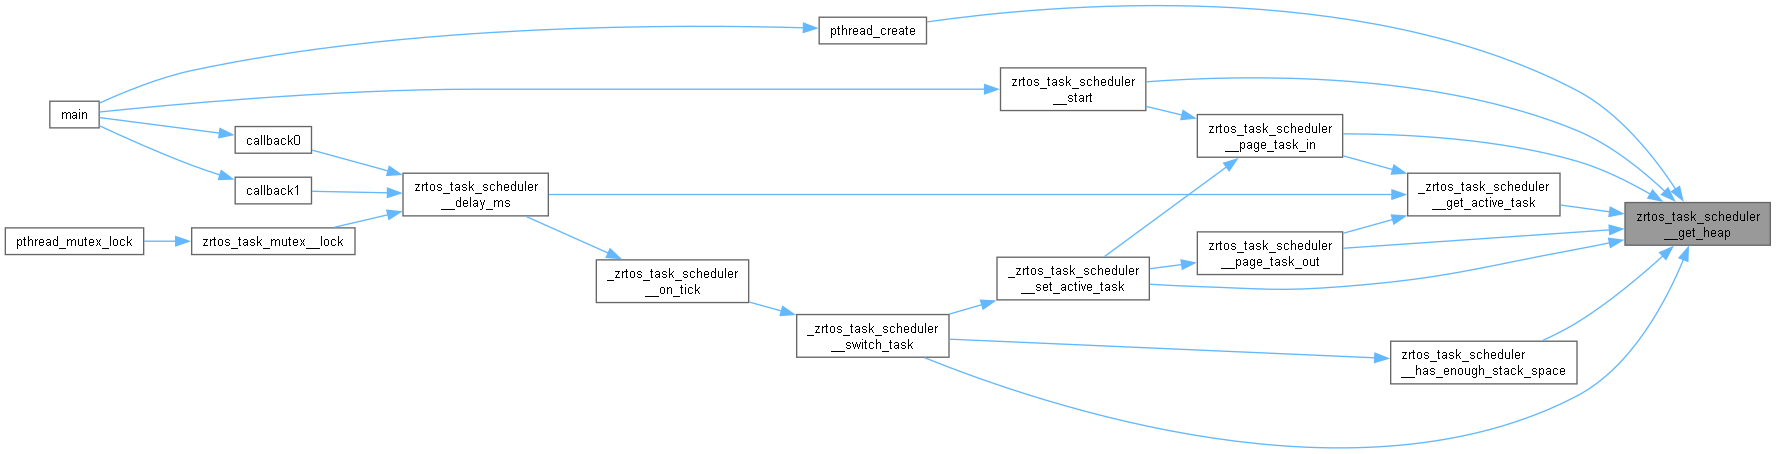 pthread_create
zrtos_task_scheduler
__start
main
zrtos_task_scheduler
__page_task_in
callback0
callback1
zrtos_task_scheduler
__delay_ms
_zrtos_task_scheduler
__get_active_task
zrtos_task_scheduler
__get_heap
pthread_mutex_lock
zrtos_task_mutex__lock
zrtos_task_scheduler
__page_task_out
_zrtos_task_scheduler
__on_tick
_zrtos_task_scheduler
__set_active_task
_zrtos_task_scheduler
__switch_task
zrtos_task_scheduler
__has_enough_stack_space